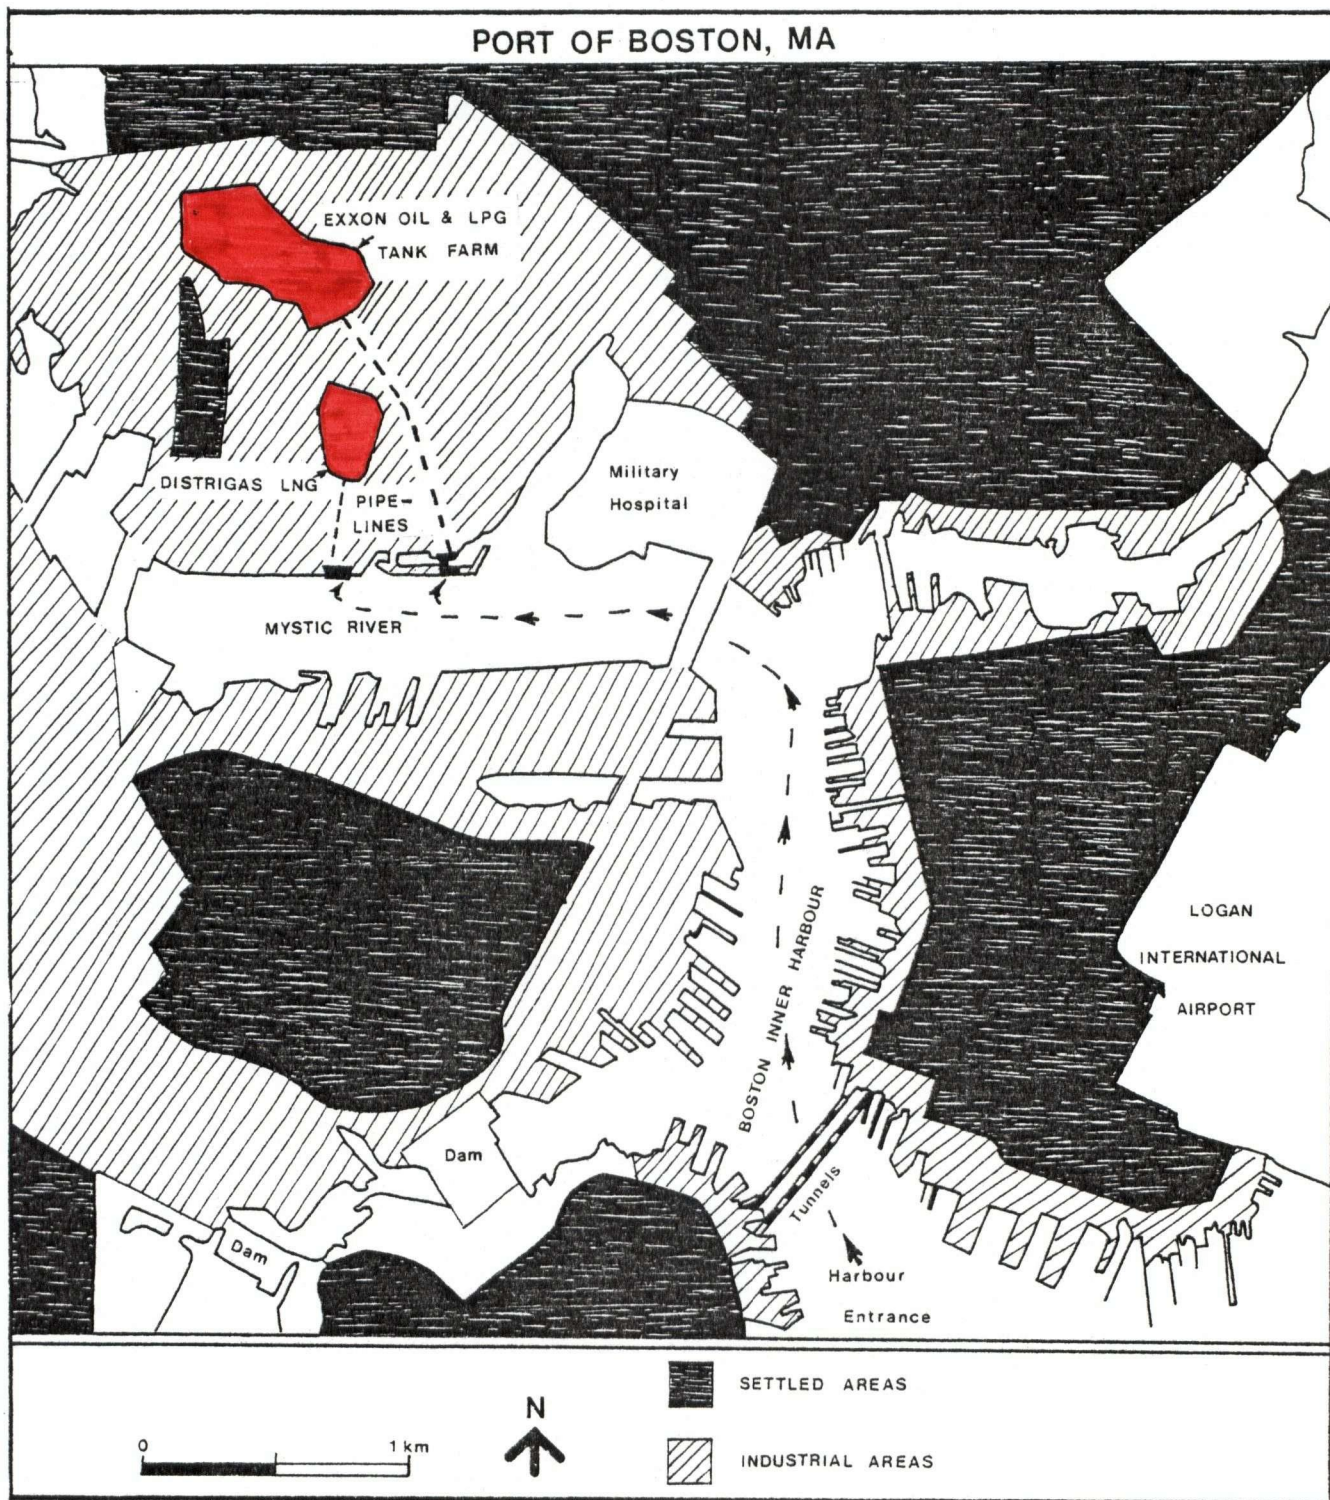 PORT OF BOSTON, MA
EXXON OIL & LPG
TANK FARM
DISTRIGAS LNG
PIPE-
LINES
Military
Hospital
MYSTIC RIVER
BOSTON INNER HARBOUR
LOGAN
INTERNATIONAL
AIRPORT
Dam
Dam
Tunnels
Harbour
Entrance
SETTLED AREAS
N
0 1 km
INDUSTRIAL AREAS